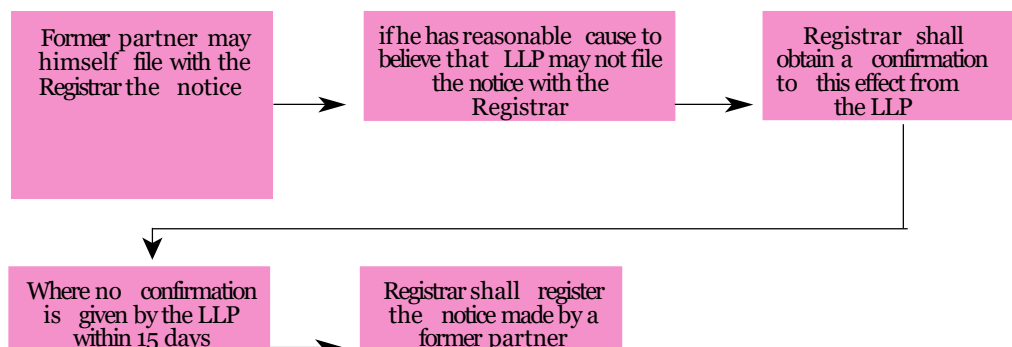 Former partner may
himself file with the
Registrar the notice
if he has reasonable cause to
believe that LLP may not file
the notice with the
Registrar
Registrar shall
obtain a confirmation
to this effect from
the LLP
Where no confirmation
is given by the LLP
within 15 days
Registrar shall register
the notice made by a
former partner